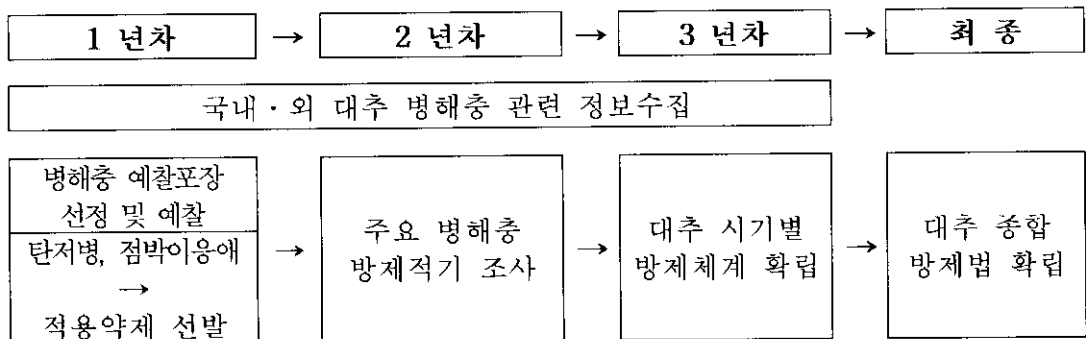 1 년차 → 2 년차 → 3 년차 → 최 종
국내 · 외 대추 병해충 관련 정보수집
병해충 예찰포장
선정 및 예찰
탄저병, 점박이응애
→
적용약제 선발
→
주요 병해충
방제적기 조사
→
대추 시기별
방제체계 확립
→
대추 종합
방제법 확립